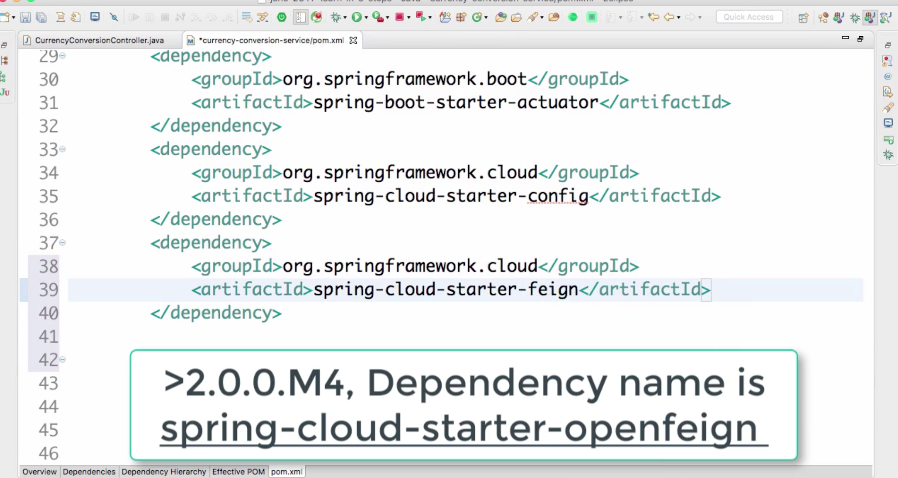 Quick Access
CurrencyConversionController.java
*currency-conversion-service/pom.xml
29 <dependency>
30 <groupId>org.springframework.boot</groupId>
31 <artifactId>spring-boot-starter-actuator</artifactId>
32 </dependency>
33 <dependency>
34 <groupId>org.springframework.cloud</groupId>
35 <artifactId>spring-cloud-starter-config</artifactId>
36 </dependency>
37 <dependency>
38 <groupId>org.springframework.cloud</groupId>
39 <artifactId>spring-cloud-starter-feign</artifactId>
40 </dependency>
41
42
43
44
45
46
>2.0.0.M4, Dependency name is
spring-cloud-starter-openfeign
Overview Dependencies Dependency Hierarchy Effective POM pom.xml